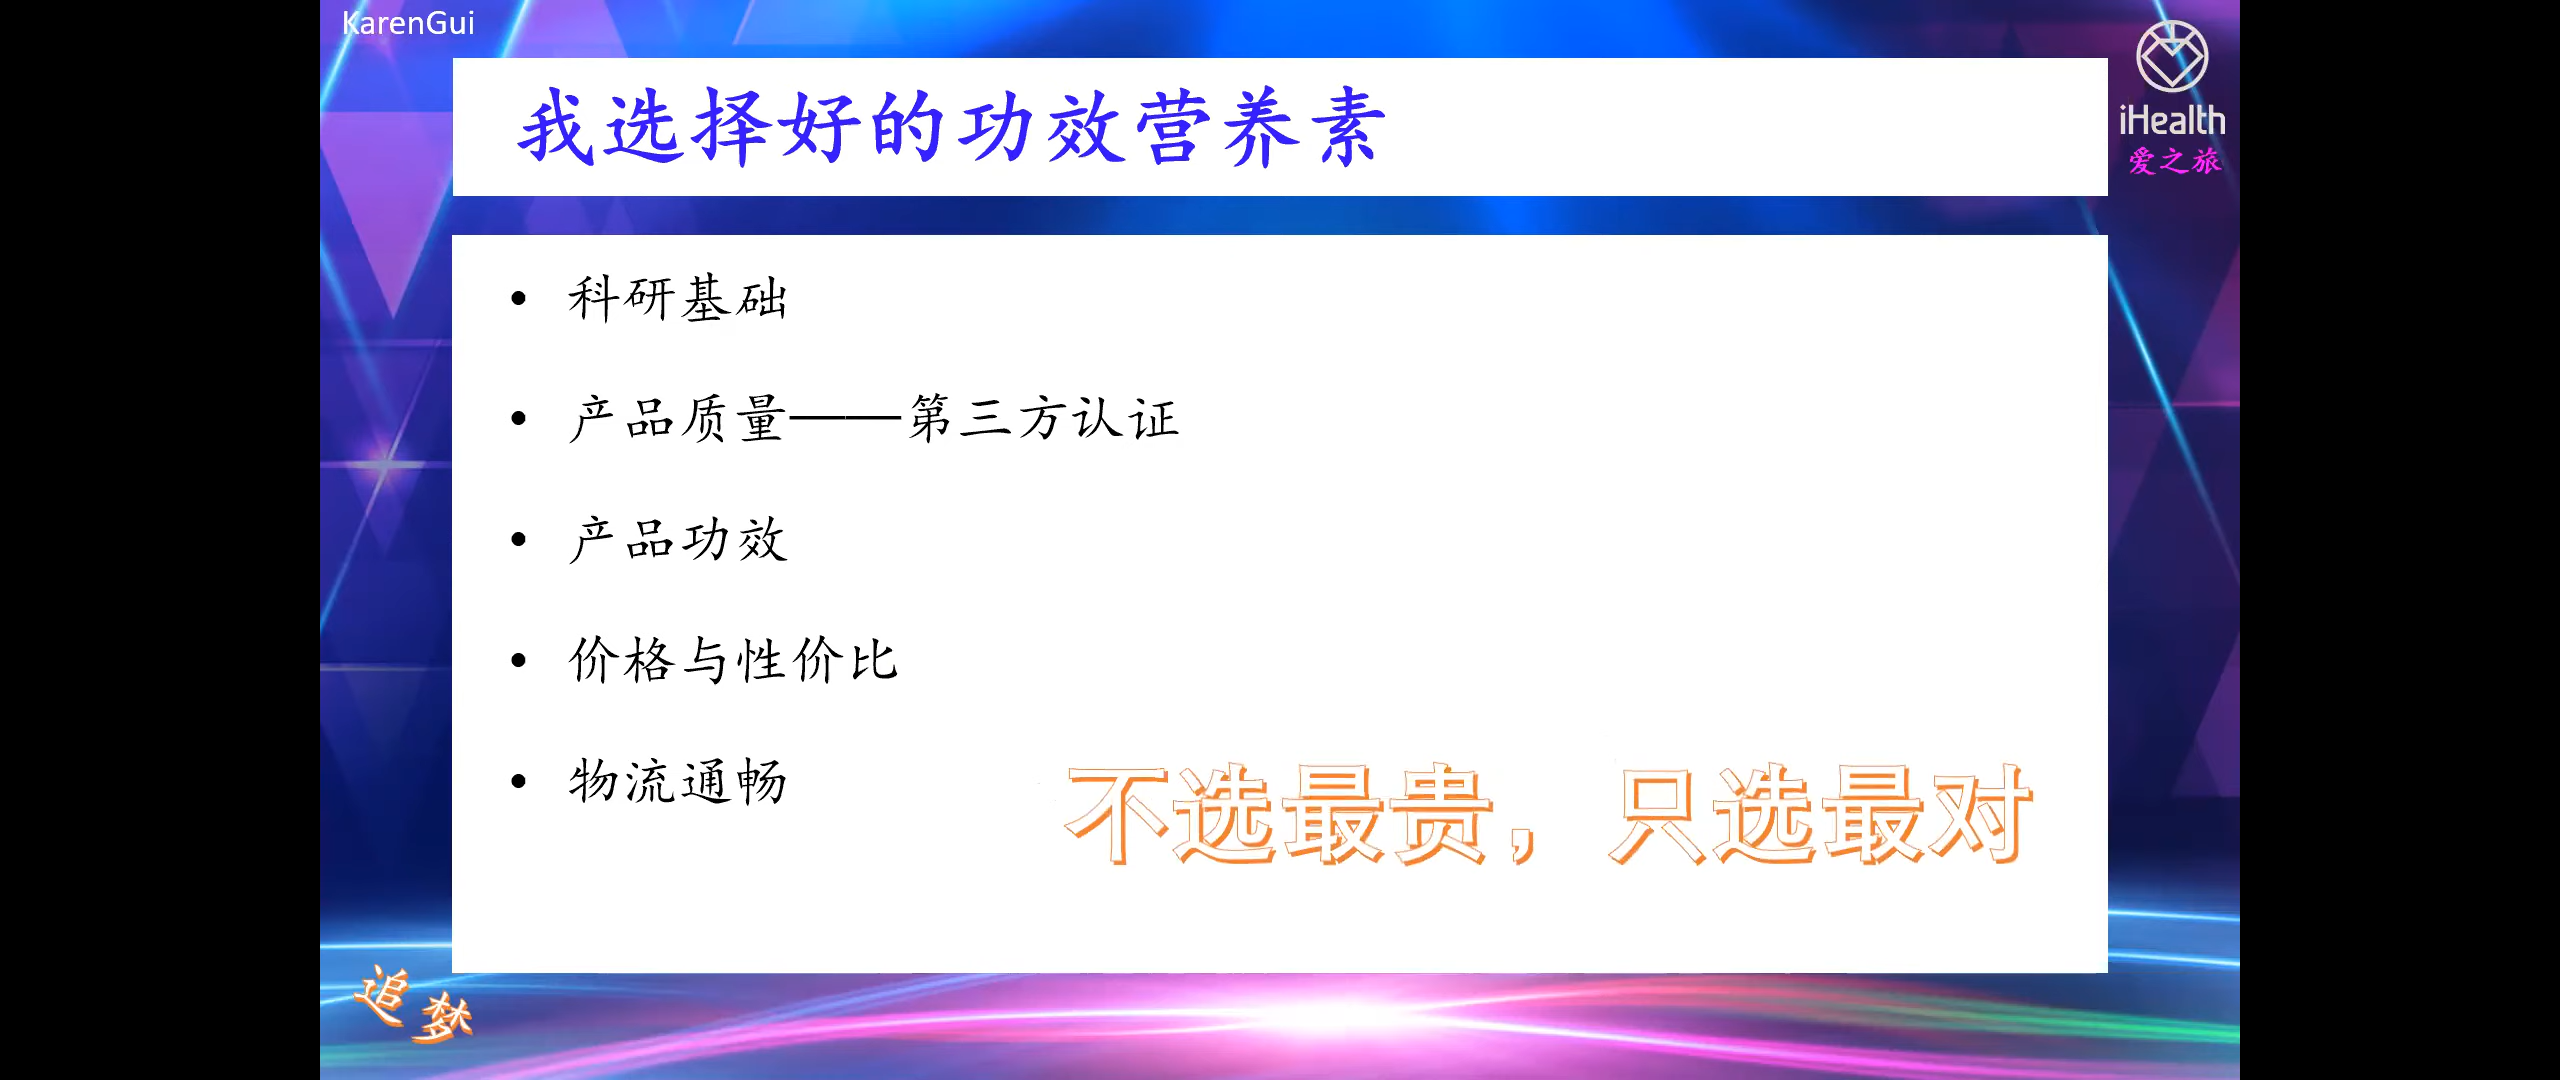 KarenGui
iHealth
爱之旅
我选择好的功效营养素
• 科研基础
• 产品质量——第三方认证
• 产品功效
• 价格与性价比
• 物流通畅
不选最贵，只选最对
追梦